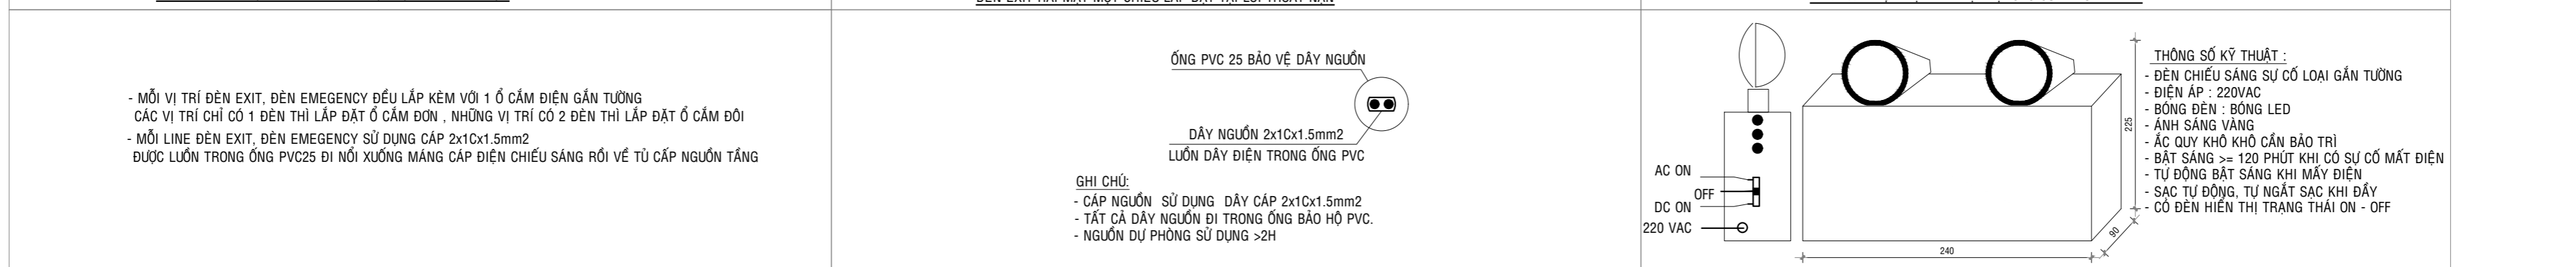 - MỖI VỊ TRÍ ĐÈN EXIT, ĐÈN EMEGENCY ĐỀU LẮP KÈM VỚI 1 Ổ CẮM ĐIỆN GẮN TƯỜNG
CÁC VỊ TRÍ CHỈ CÓ 1 ĐÈN THÌ LẮP ĐẶT Ổ CẮM ĐƠN , NHỮNG VỊ TRÍ CÓ 2 ĐÈN THÌ LẮP ĐẶT Ổ CẮM ĐÔI
- MỖI LINE ĐÈN EXIT, ĐÈN EMEGENCY SỬ DỤNG CÁP 2x1Cx1.5mm2
ĐƯỢC LUỒN TRONG ỐNG PVC25 ĐI NỔI XUỐNG MÁNG CÁP ĐIỆN CHIẾU SÁNG RỒI VỀ TỦ CẤP NGUỒN TẦNG
ỐNG PVC 25 BẢO VỆ DÂY NGUỒN
DÂY NGUỒN 2x1Cx1.5mm2
LUỒN DÂY ĐIỆN TRONG ỐNG PVC
GHI CHÚ:
- CÁP NGUỒN SỬ DỤNG DÂY CÁP 2x1Cx1.5mm2
- TẤT CẢ DÂY NGUỒN ĐI TRONG ỐNG BẢO HỘ PVC.
- NGUỒN DỰ PHÒNG SỬ DỤNG >2H
AC ON
OFF
DC ON
220 VAC
240
90
225
THÔNG SỐ KỸ THUẬT :
- ĐÈN CHIẾU SÁNG SỰ CỐ LOẠI GẮN TƯỜNG
- ĐIỆN ÁP : 220VAC
- BÓNG ĐÈN : BÓNG LED
- ÁNH SÁNG VÀNG
- ẮC QUY KHÔ KHÔ CẦN BẢO TRÌ
- BẬT SÁNG >= 120 PHÚT KHI CÓ SỰ CỐ MẤT ĐIỆN
- TỰ ĐỘNG BẬT SÁNG KHI MẤY ĐIỆN
- SẠC TỰ ĐỘNG, TỰ NGẮT SẠC KHI ĐẦY
- CÓ ĐÈN HIỂN THỊ TRẠNG THÁI ON - OFF